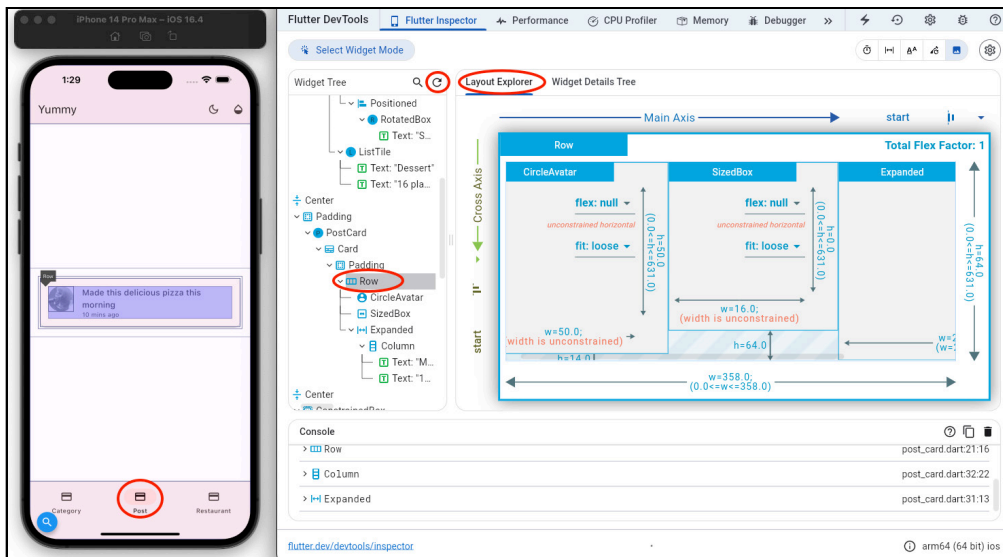 iPhone 14 Pro Max – iOS 16.4
1:29
Yummy
Row
Made this delicious pizza this
morning
10 mins ago
Category
Post
Restaurant
Flutter DevTools
Flutter Inspector
Performance
CPU Profiler
Memory
Debugger
Select Widget Mode
Widget Tree
Positioned
RotatedBox
Text: "S...
ListTile
Text: "Dessert"
Text: "16 pla...
Center
Padding
PostCard
Card
Padding
Row
CircleAvatar
SizedBox
Expanded
Column
Text: "M...
Text: "1...
Center
ConstrainedBox
Layout Explorer
Widget Details Tree
Main Axis
start
Cross Axis
start
Row
Total Flex Factor: 1
CircleAvatar
flex: null
unconstrained horizontal
fit: loose
h=50.0
(0.0<=h<=631.0)
w=50.0;
width is unconstrained)
h=14.0
SizedBox
flex: null
unconstrained horizontal
fit: loose
h=0.0
(0.0<=h<=631.0)
w=16.0;
(width is unconstrained)
h=64.0
Expanded
h=64.0
(0.0<=h<=631.0)
w=358.0;
(0.0<=w<=358.0)
Console
Row
post_card.dart:21:16
Column
post_card.dart:32:22
Expanded
post_card.dart:31:13
flutter.dev/devtools/inspector
arm64 (64 bit) ios